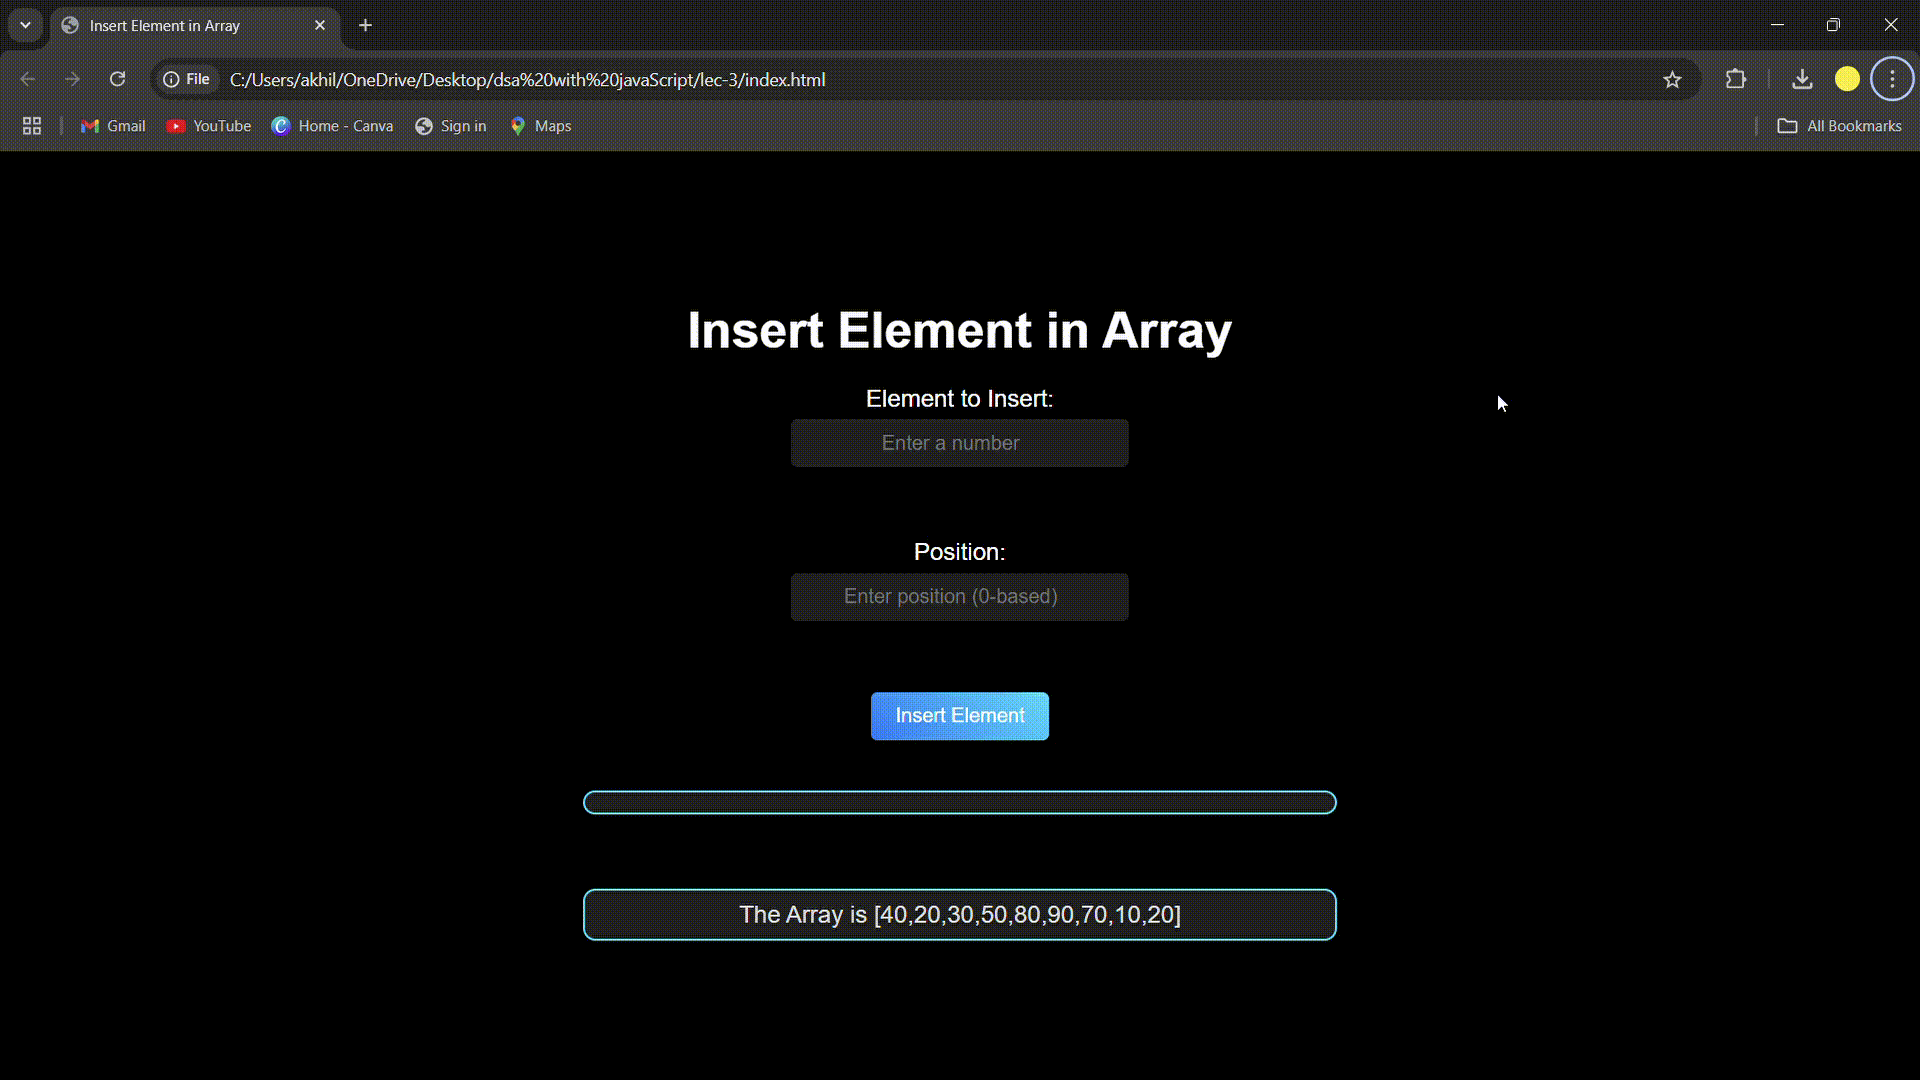 Insert Element in Array
File C:/Users/akhil/OneDrive/Desktop/dsa%20with%20javaScript/lec-3/index.html
Gmail YouTube Home - Canva Sign in Maps All Bookmarks
Insert Element in Array
Element to Insert:
Enter a number
Position:
Enter position (0-based)
Insert Element
The Array is [40,20,30,50,80,90,70,10,20]